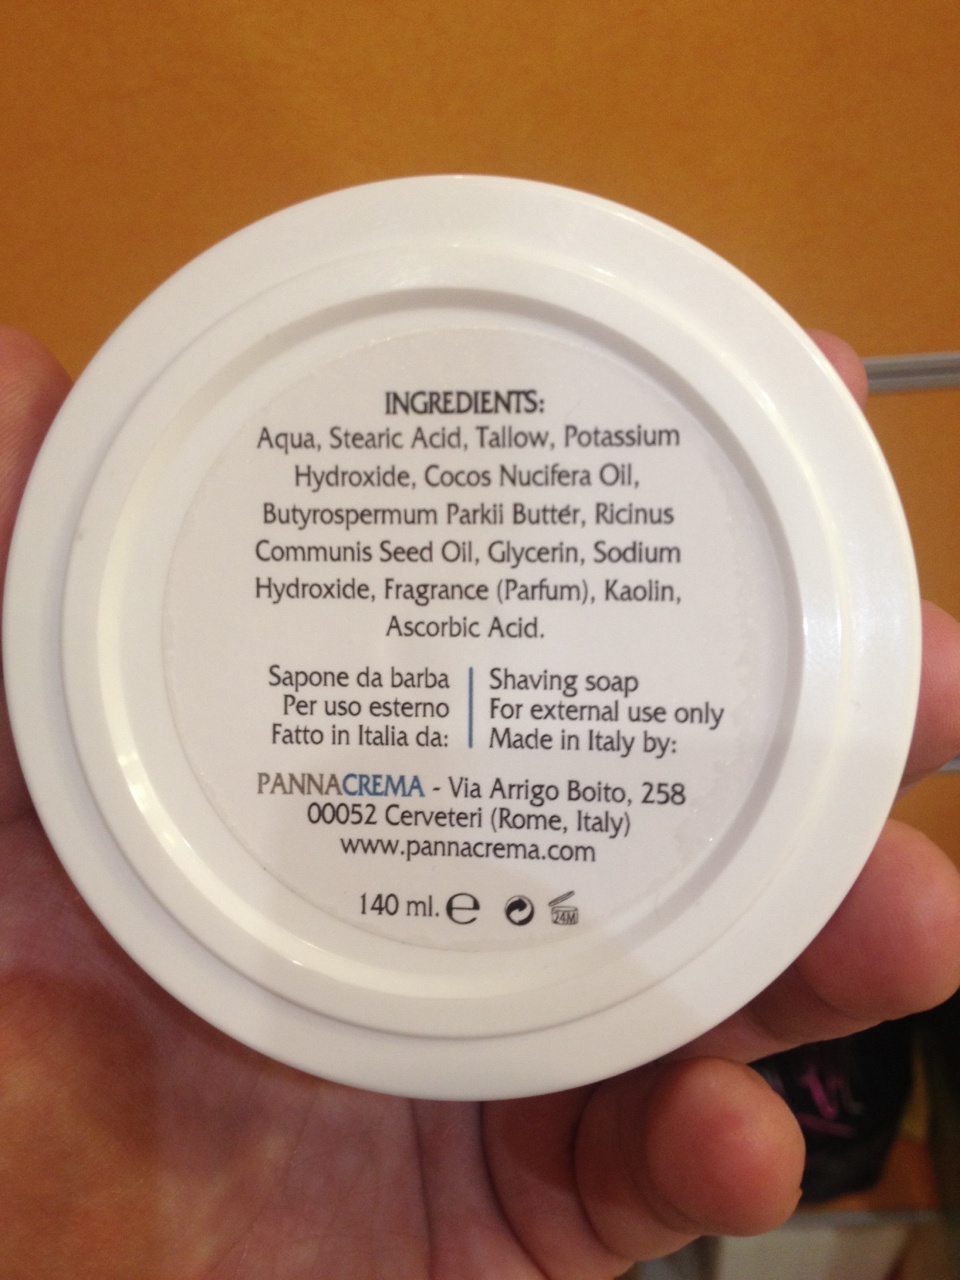 INGREDIENTS:
Aqua, Stearic Acid, Tallow, Potassium
Hydroxide, Cocos Nucifera Oil,
Butyrospermum Parkii Butter, Ricinus
Communis Seed Oil, Glycerin, Sodium
Hydroxide, Fragrance (Parfum), Kaolin,
Ascorbic Acid.
Sapone da barba
Per uso esterno
Fatto in Italia da:
Shaving soap
For external use only
Made in Italy by:
PANNACREMA - Via Arrigo Boito, 258
00052 Cerveteri (Rome, Italy)
www.pannacrema.com
140 ml. ℮ 24M